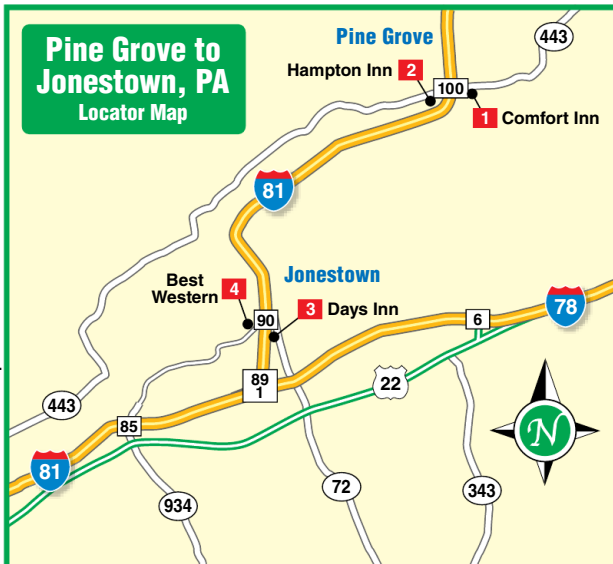 Pine Grove to
Jonestown, PA
Locator Map
Pine Grove
443
Hampton Inn 2
100
1 Comfort Inn
81
Jonestown
Best
Western
4
90
3 Days Inn
78
6
89
1
22
443
85
N
81
934
72
343